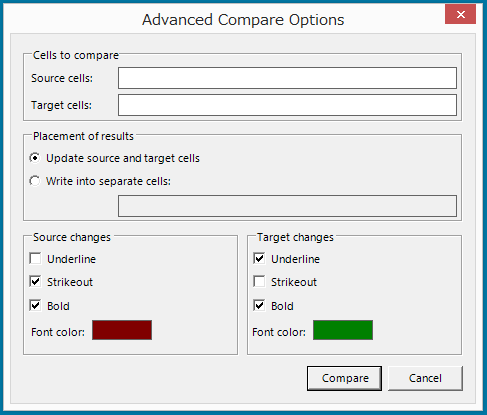 Advanced Compare Options
Cells to compare
Source cells:
Target cells:
Placement of results
Update source and target cells
Write into separate cells:
Source changes
Underline
Strikeout
Bold
Font color:
Target changes
Underline
Strikeout
Bold
Font color:
Compare
Cancel